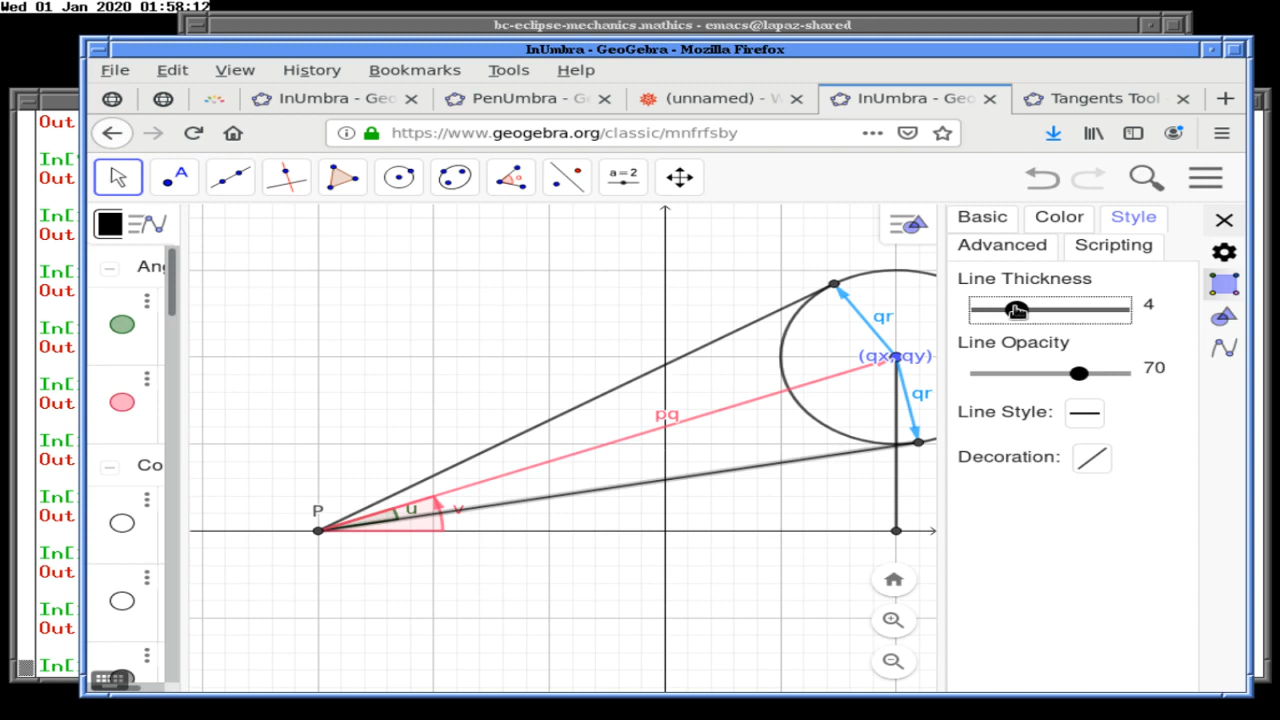 Wed 01 Jan 2020 01:58:12
bc-eclipse-mechanics.mathics - emacs@lapaz-shared
InUmbra - GeoGebra - Mozilla Firefox
File Edit View History Bookmarks Tools Help
InUmbra - Geo PenUmbra - G (unnamed) - W InUmbra - Geo Tangents Tool
https://www.geogebra.org/classic/mnfrfsby
A a=2
Basic Color Style
Advanced Scripting
Line Thickness
4
Line Opacity
70
Line Style:
Decoration:
Ang
Co
qr
(qx, qy)
qr
pq
P
u
v
Out
In[
Out
In[
Out
In[
Out
In[
Out
In[
Out
In[
Out
In[
Out
In[
Out
In[
Out
In[